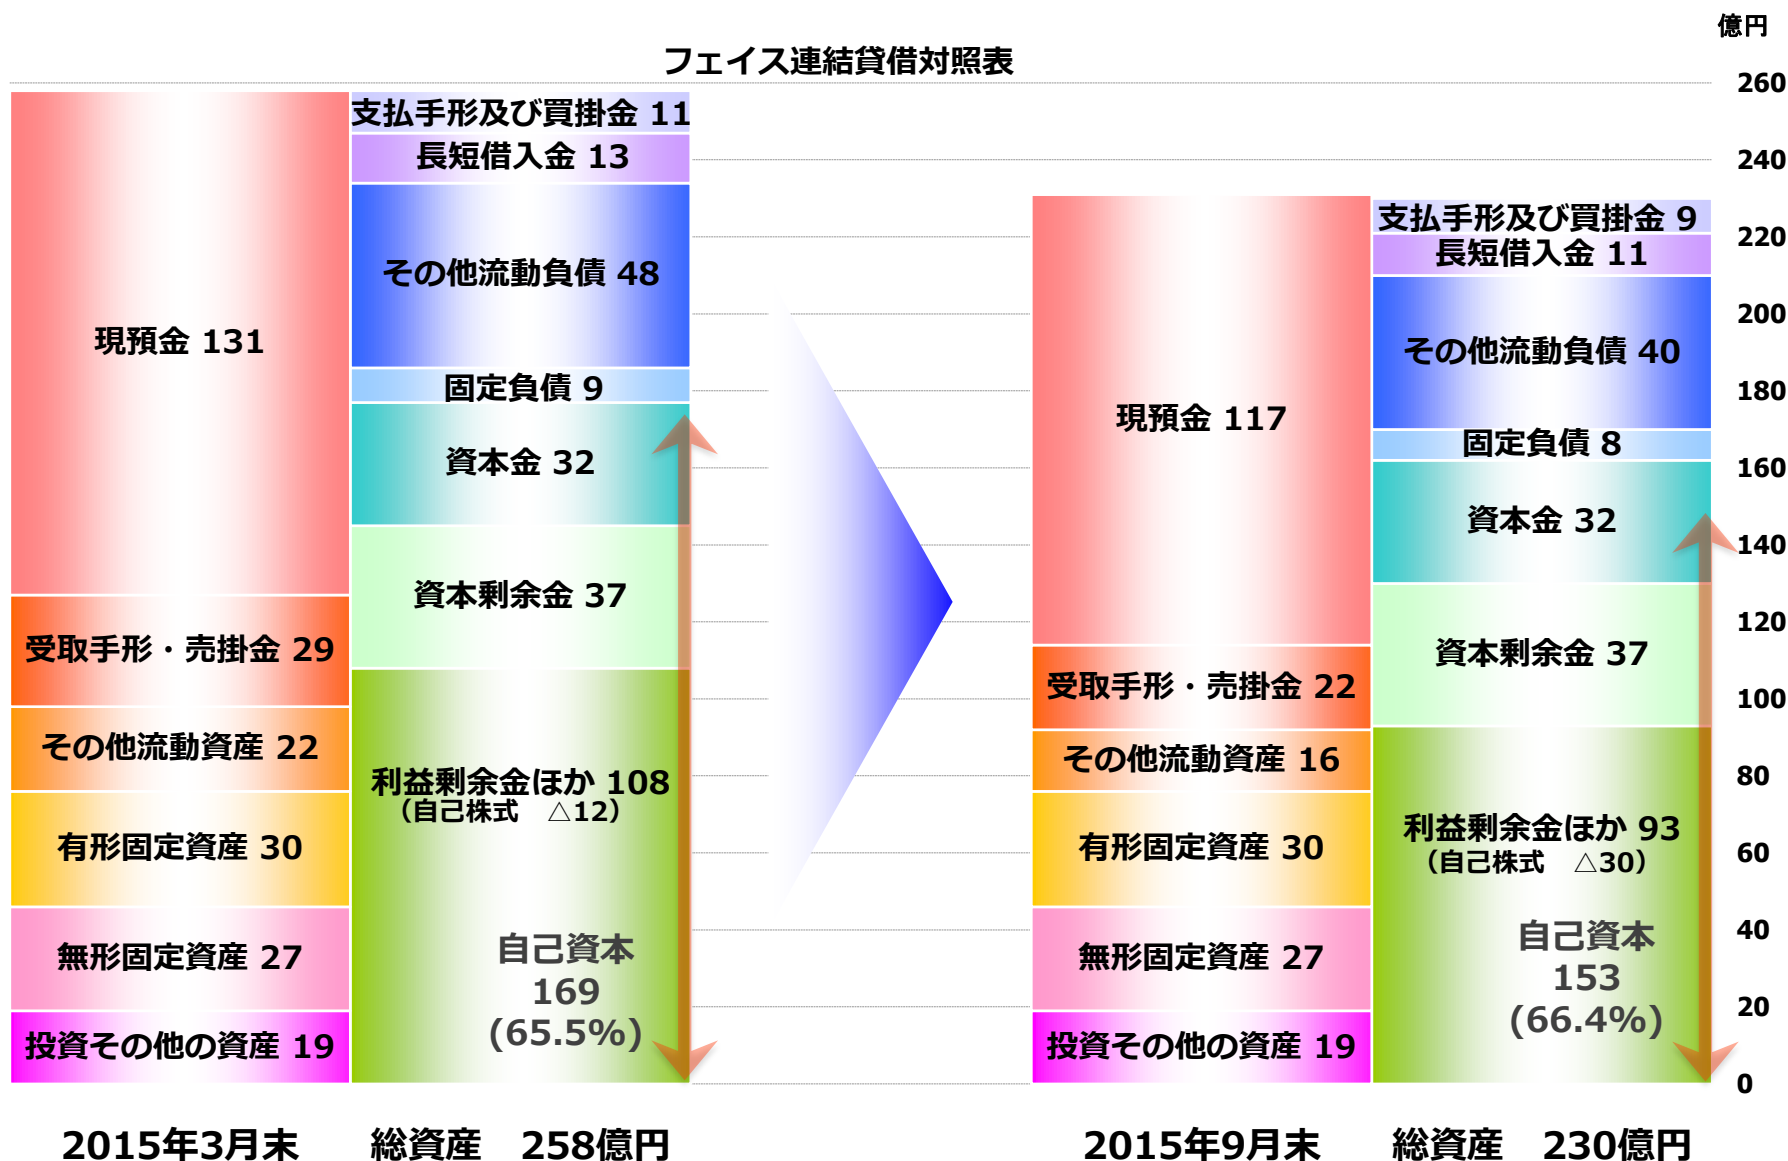 億円
フェイス連結貸借対照表
現預金 131
受取手形・売掛金 29
その他流動資産 22
有形固定資産 30
無形固定資産 27
投資その他の資産 19
支払手形及び買掛金 11
長短借入金 13
その他流動負債 48
固定負債 9
資本金 32
資本剰余金 37
利益剰余金ほか 108
（自己株式　△12）
自己資本
169
(65.5%)
2015年3月末　総資産　258億円
現預金 117
受取手形・売掛金 22
その他流動資産 16
有形固定資産 30
無形固定資産 27
投資その他の資産 19
支払手形及び買掛金 9
長短借入金 11
その他流動負債 40
固定負債 8
資本金 32
資本剰余金 37
利益剰余金ほか 93
（自己株式　△30）
自己資本
153
(66.4%)
2015年9月末　総資産　230億円
260
240
220
200
180
160
140
120
100
80
60
40
20
0